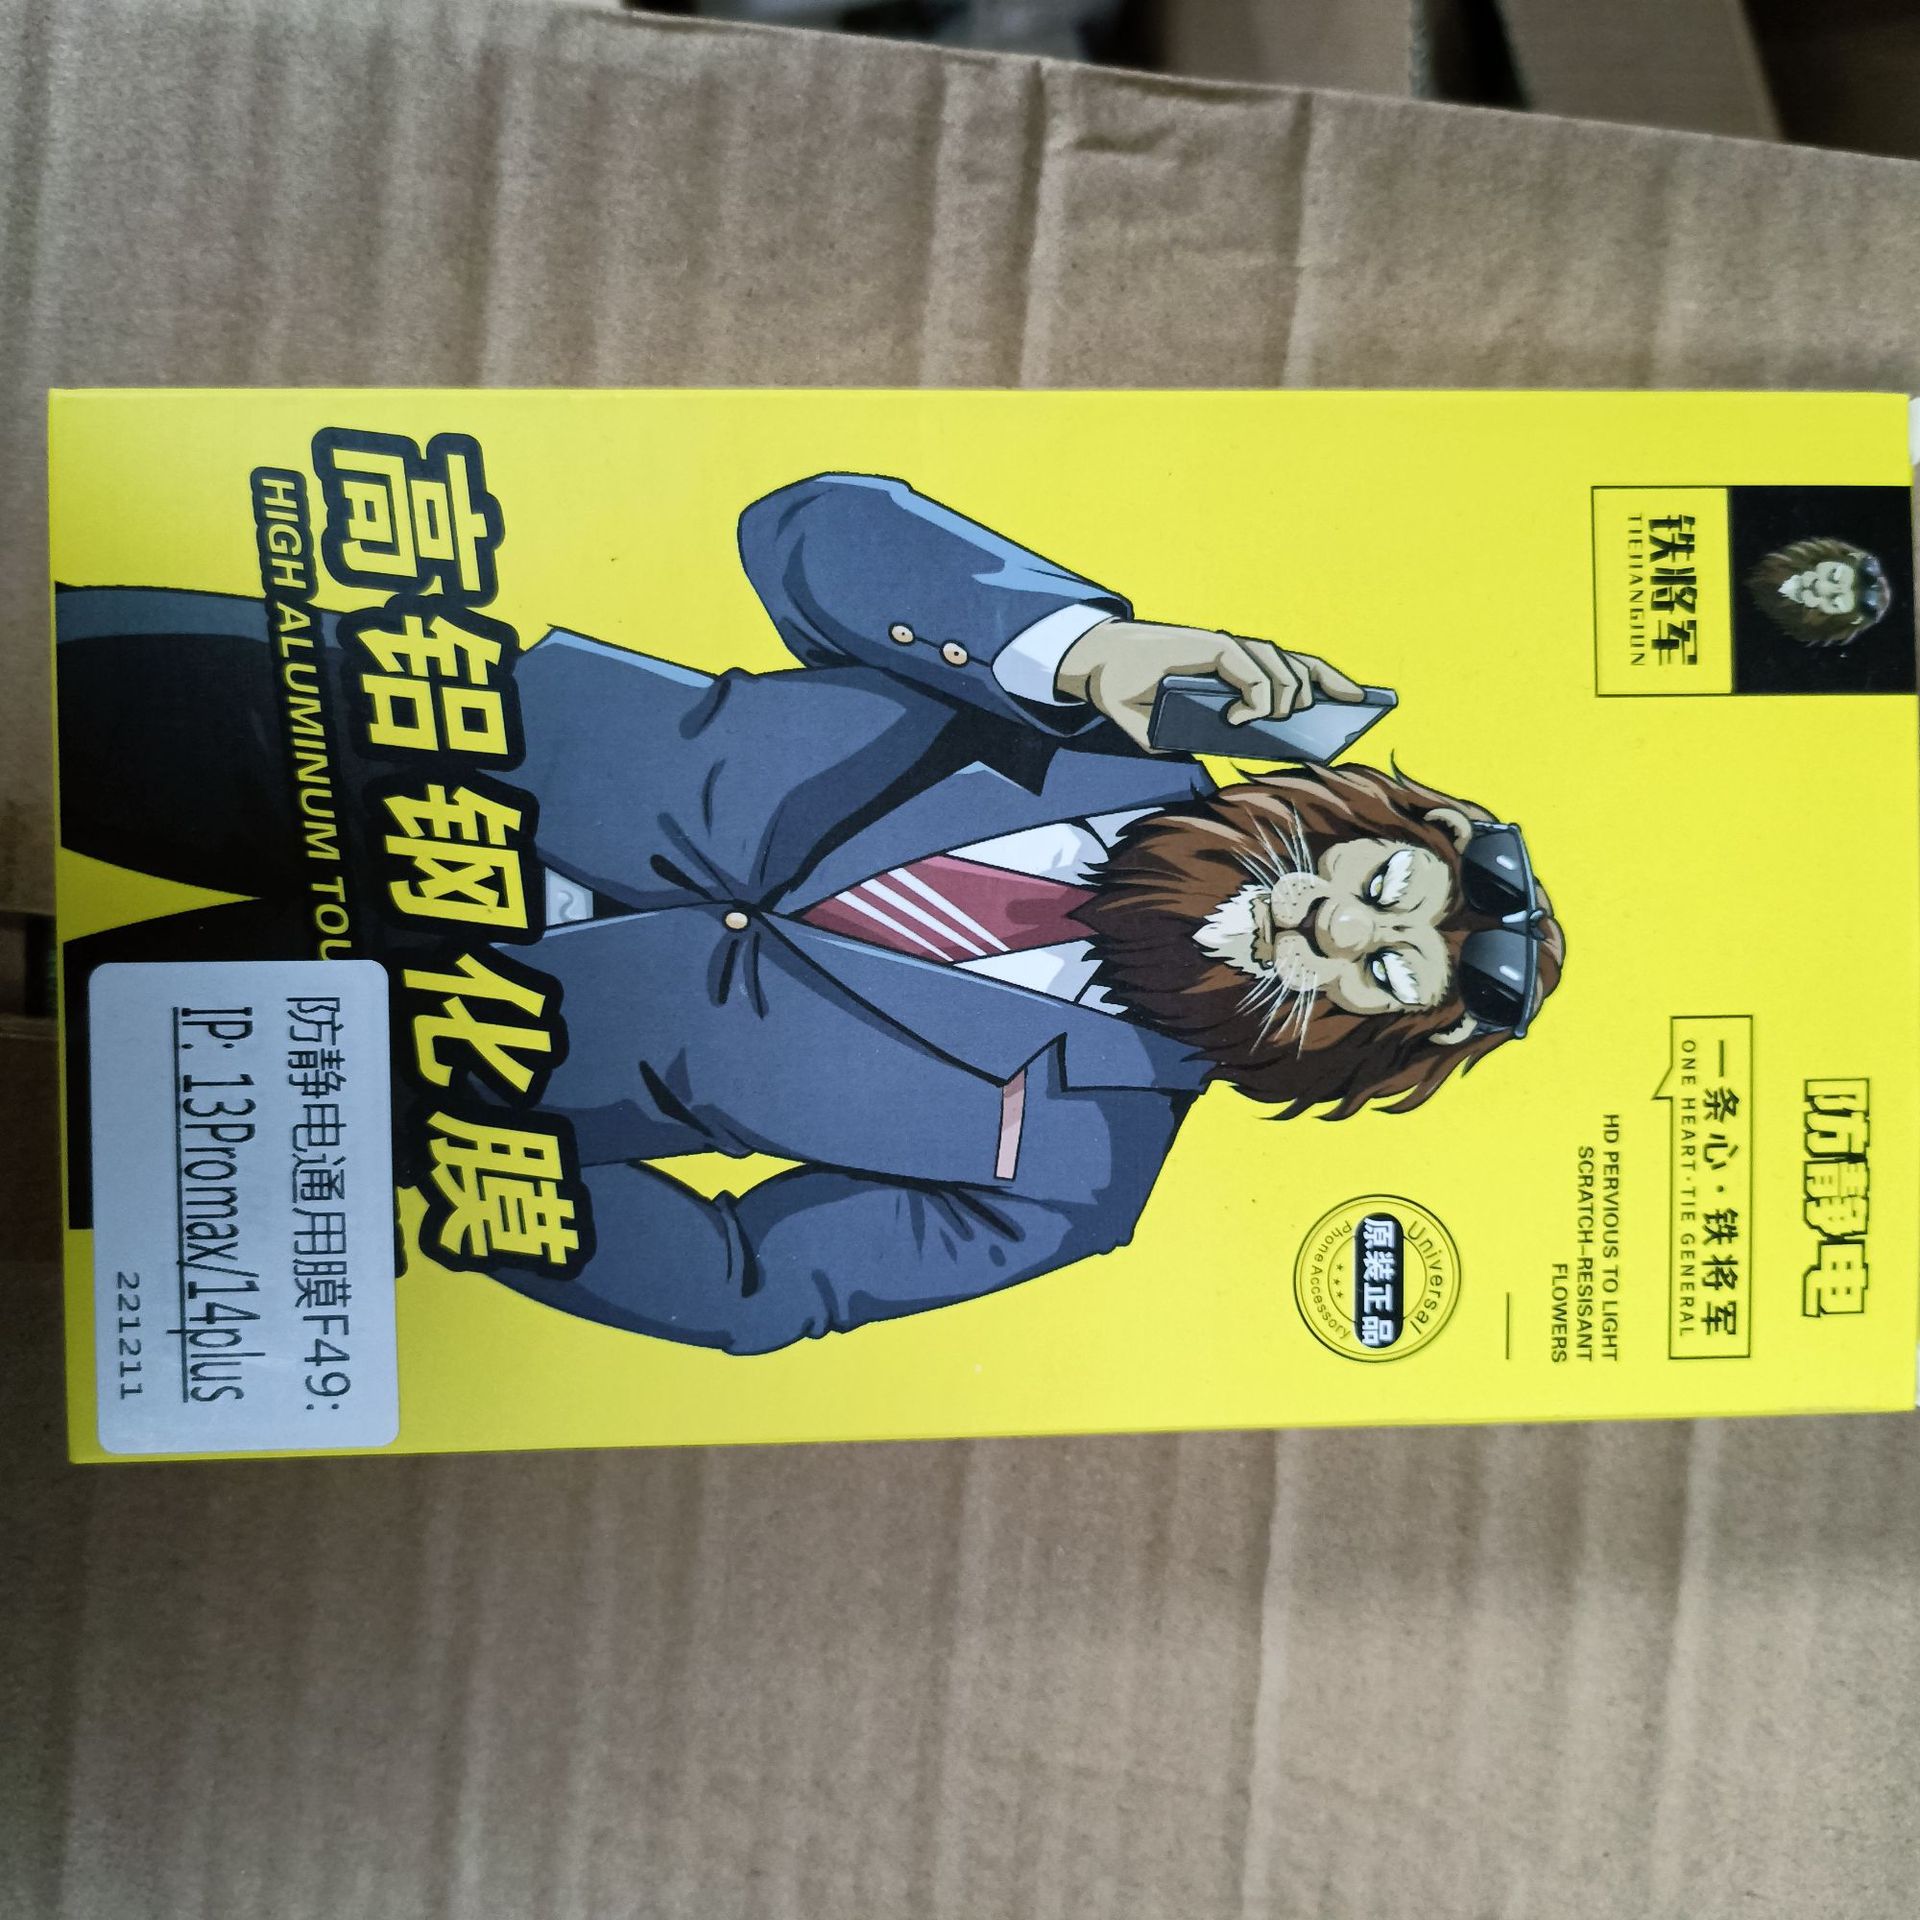 铁将军
TIEJIANGJUN
防静电
一条心·铁将军
ONE HEART·TIE GENERAL
HD PERVIOUS TO LIGHT
SCRATCH-RESISANT
FLOWERS
Universal
原装正品
Phone Accessory
高铝钢化膜
HIGH ALUMINUM TOU
防静电通用膜F49:
IP: 13Promax/14plus
221211